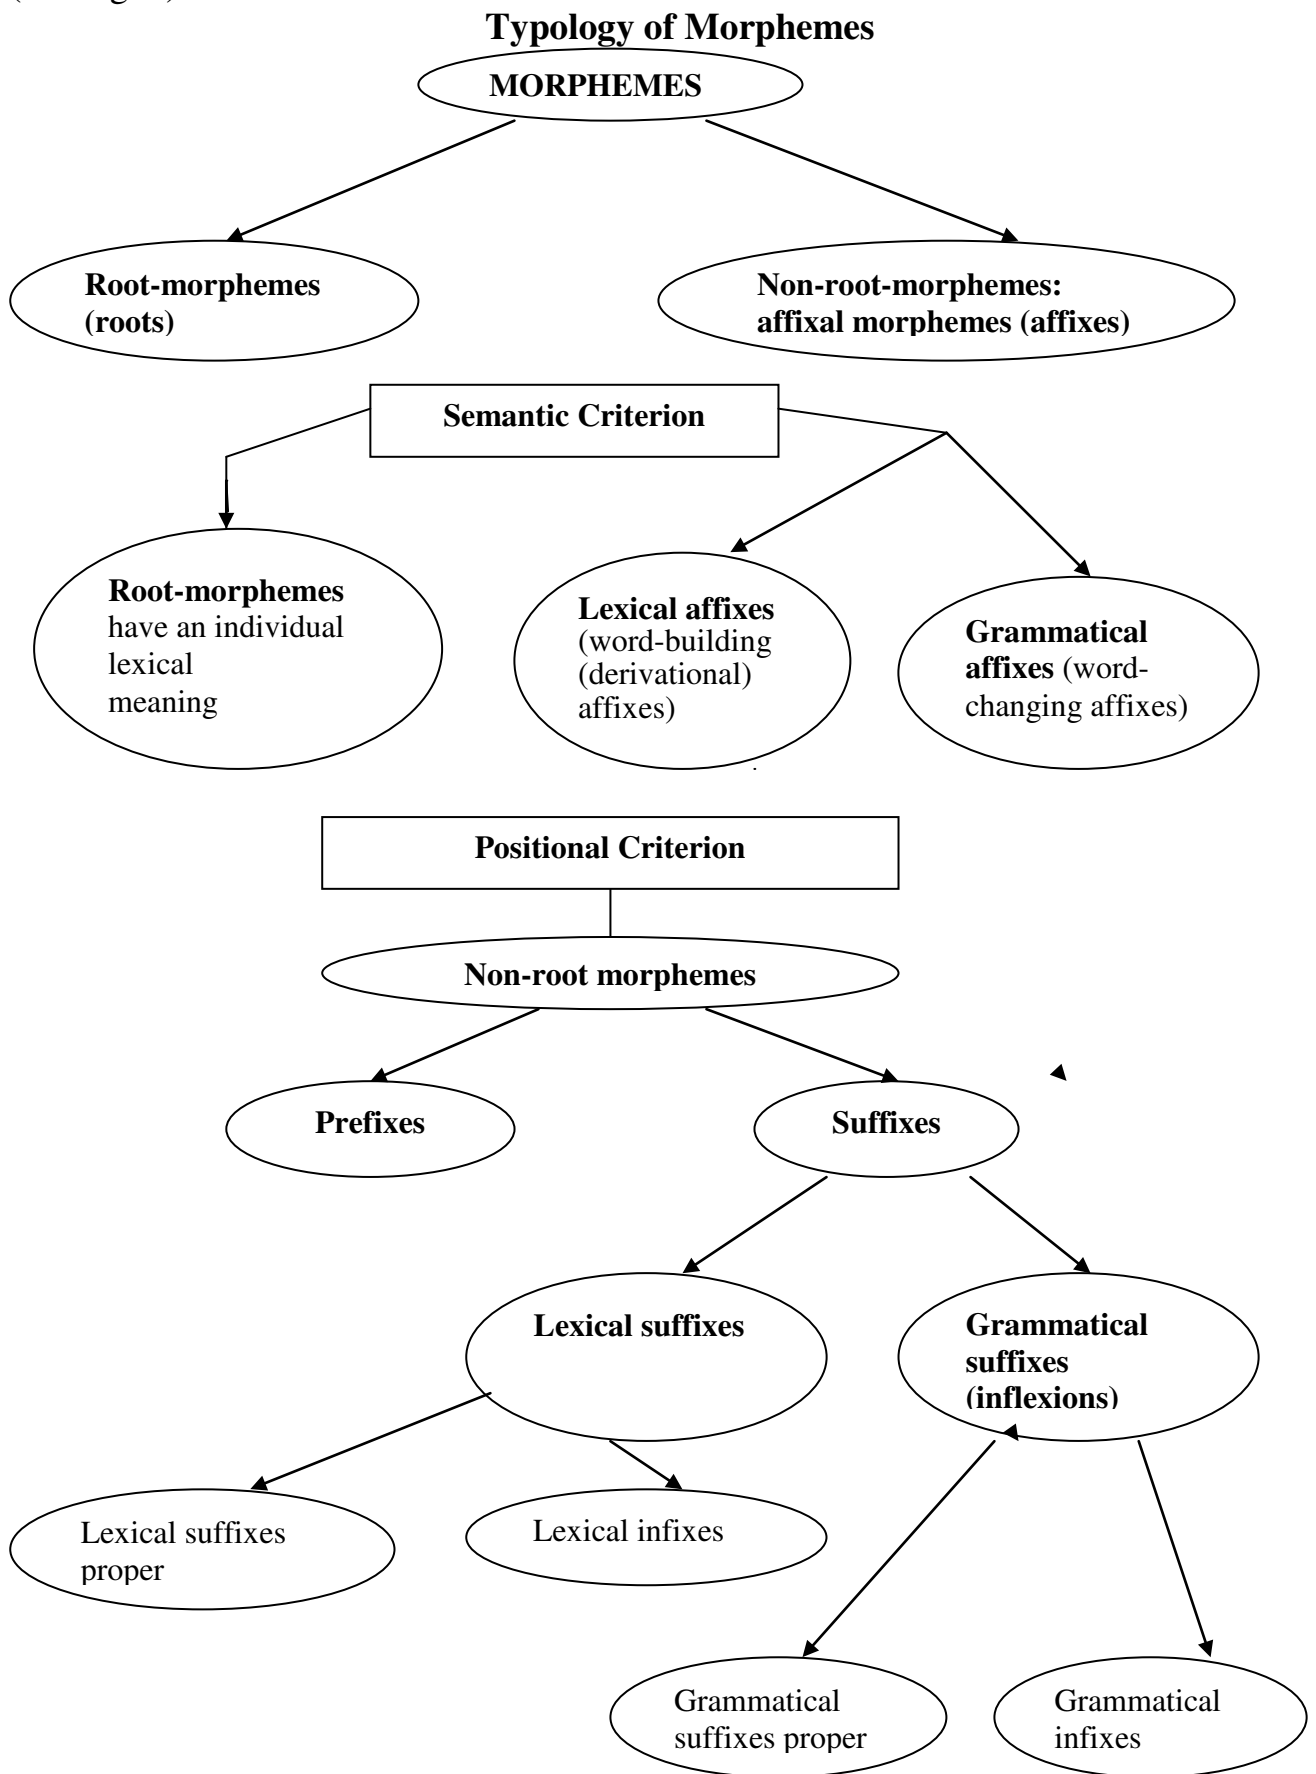 Typology of Morphemes
MORPHEMES
Root-morphemes
(roots)
Non-root-morphemes:
affixal morphemes (affixes)
Semantic Criterion
Root-morphemes
have an individual
lexical
meaning
Lexical affixes
(word-building
(derivational)
affixes)
Grammatical
affixes (word-
changing affixes)
Positional Criterion
Non-root morphemes
Prefixes
Suffixes
Lexical suffixes
Grammatical
suffixes
(inflexions)
Lexical suffixes
proper
Lexical infixes
Grammatical
suffixes proper
Grammatical
infixes